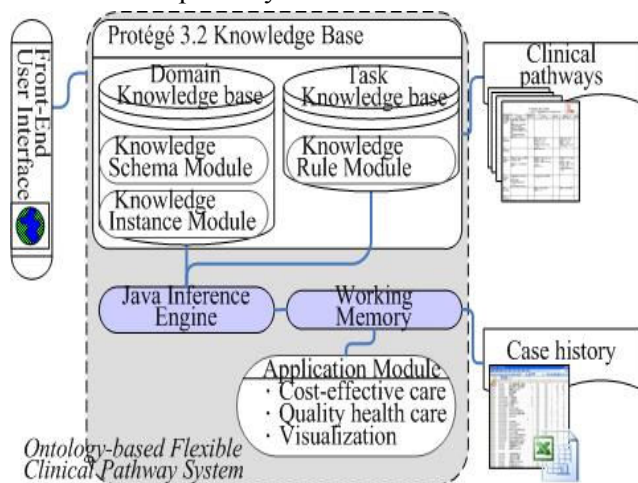 Protégé 3.2 Knowledge Base
Front-End
User Interface
Domain
Knowledge base
Knowledge
Schema Module
Knowledge
Instance Module
Task
Knowledge base
Knowledge
Rule Module
Clinical
pathways
Java Inference
Engine
Working
Memory
Application Module
· Cost-effective care
· Quality health care
· Visualization
Case history
Ontology-based Flexible
Clinical Pathway System